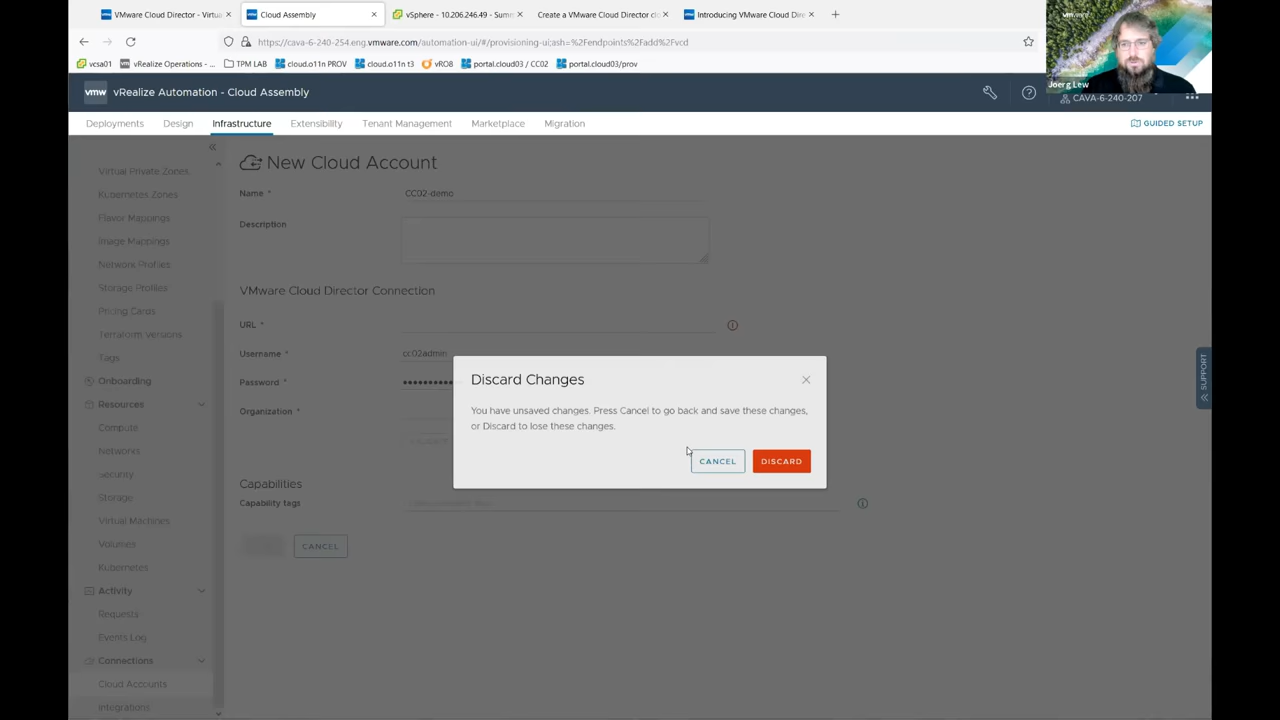 VMware Cloud Director - Virtua
Cloud Assembly
vSphere - 10.206.246.49 - Summ
Create a VMware Cloud Director clo
Introducing VMware Cloud Dire
vmware
https://cava-6-240-254.eng.vmware.com/automation-ui/#/provisioning-ui;ash=%2Fendpoints%2Fadd%2Fvcd
vcsa01
vRealize Operations - ...
TPM LAB
cloud.o11n PROV
cloud.o11n t3
vRO8
portal.cloud03 / CC02
portal.cloud03/prov
Joerg Lew
vmw
vRealize Automation - Cloud Assembly
CAVA-6-240-207
Deployments
Design
Infrastructure
Extensibility
Tenant Management
Marketplace
Migration
GUIDED SETUP
Virtual Private Zones
Kubernetes Zones
Flavor Mappings
Image Mappings
Network Profiles
Storage Profiles
Pricing Cards
Terraform Versions
Tags
Onboarding
Resources
Compute
Networks
Security
Storage
Virtual Machines
Volumes
Kubernetes
Activity
Requests
Events Log
Connections
Cloud Accounts
Integrations
New Cloud Account
Name *
CC02-demo
Description
VMware Cloud Director Connection
URL *
Username *
cc02admin
Password *
Organization *
Capabilities
Capability tags
CANCEL
Discard Changes
You have unsaved changes. Press Cancel to go back and save these changes,
or Discard to lose these changes.
CANCEL
DISCARD
SUPPORT